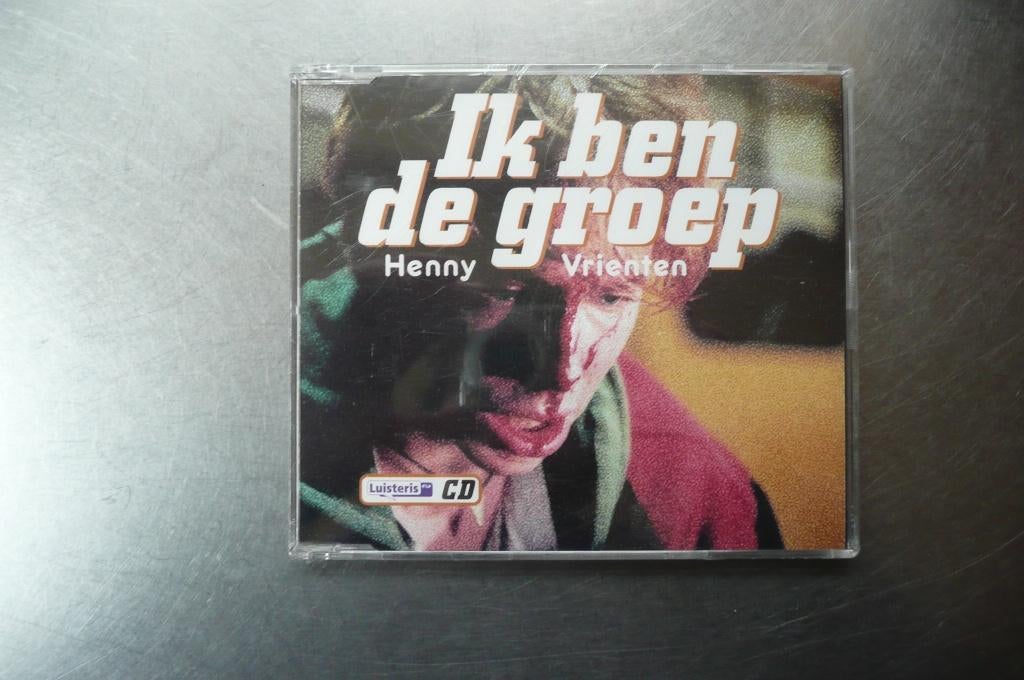 Ik ben
de groep
Henny Vrienten
Luisteris CD